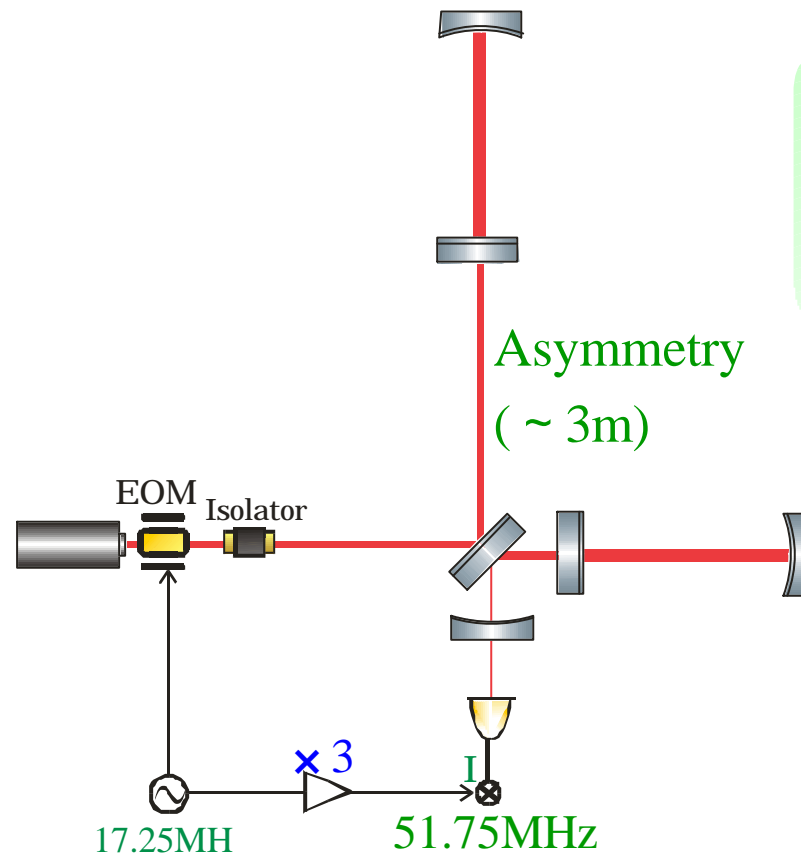 Asymmetry
( ~ 3m)
EOM
Isolator
× 3
I
17.25MH
51.75MHz